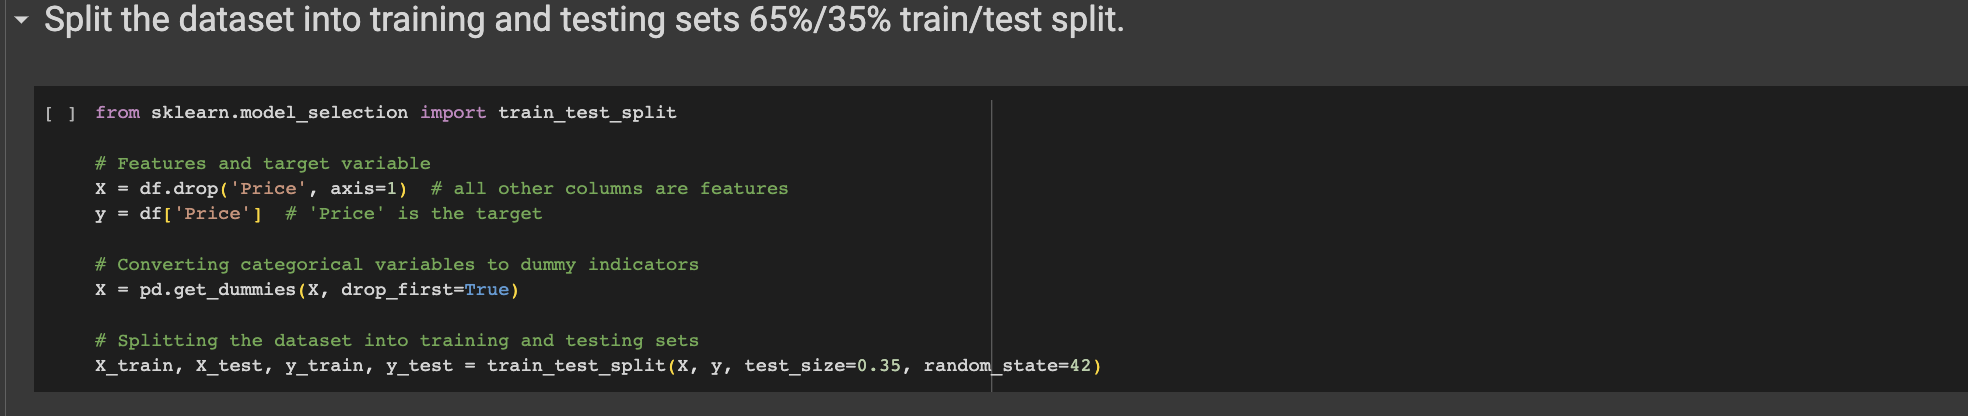 Split the dataset into training and testing sets 65%/35% train/test split.
[ ] from sklearn.model_selection import train_test_split
# Features and target variable
X = df.drop('Price', axis=1)  # all other columns are features
y = df['Price']  # 'Price' is the target
# Converting categorical variables to dummy indicators
X = pd.get_dummies(X, drop_first=True)
# Splitting the dataset into training and testing sets
X_train, X_test, y_train, y_test = train_test_split(X, y, test_size=0.35, random_state=42)